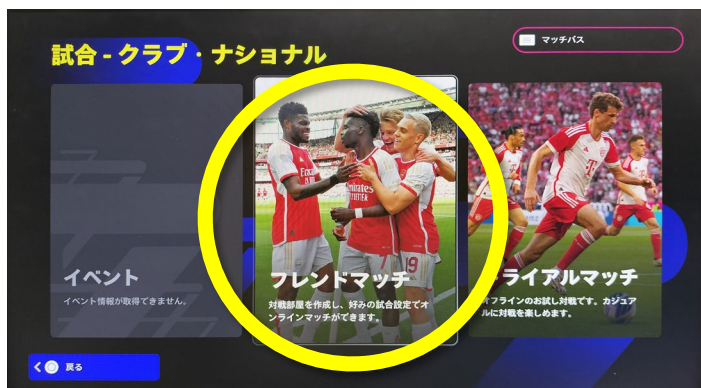 試合 - クラブ・ナショナル
マッチパス
イベント
イベント情報が取得できません。
フレンドマッチ
対戦部屋を作成し、好みの試合設定でオ
ンラインマッチができます。
ライアルマッチ
オフラインのお試し対戦です。カジュア
ルに対戦を楽しめます。
Emirates
7
19
T
戻る